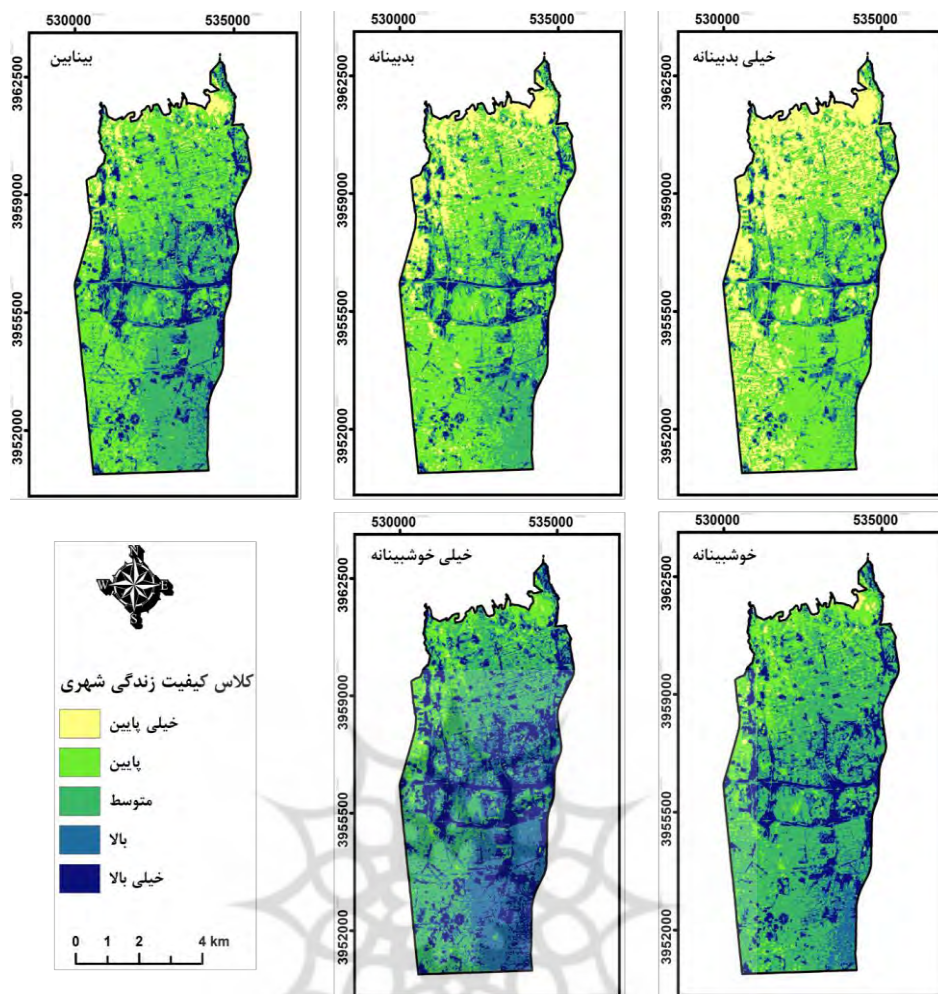 530000 535000
530000 535000
530000 535000
بینابین
بدبینانه
خیلی بدبینانه
3962500
3959000
3955500
3952000
3962500
3959000
3955500
3952000
3962500
3959000
3955500
3952000
530000 535000
530000 535000
خیلی خوشبینانه
خوشبینانه
3962500
3959000
3955500
3952000
3962500
3959000
3955500
3952000
N
W E
S
کلاس کیفیت زندگی شهری
خیلی پایین
پایین
متوسط
بالا
خیلی بالا
0 1 2 4 km